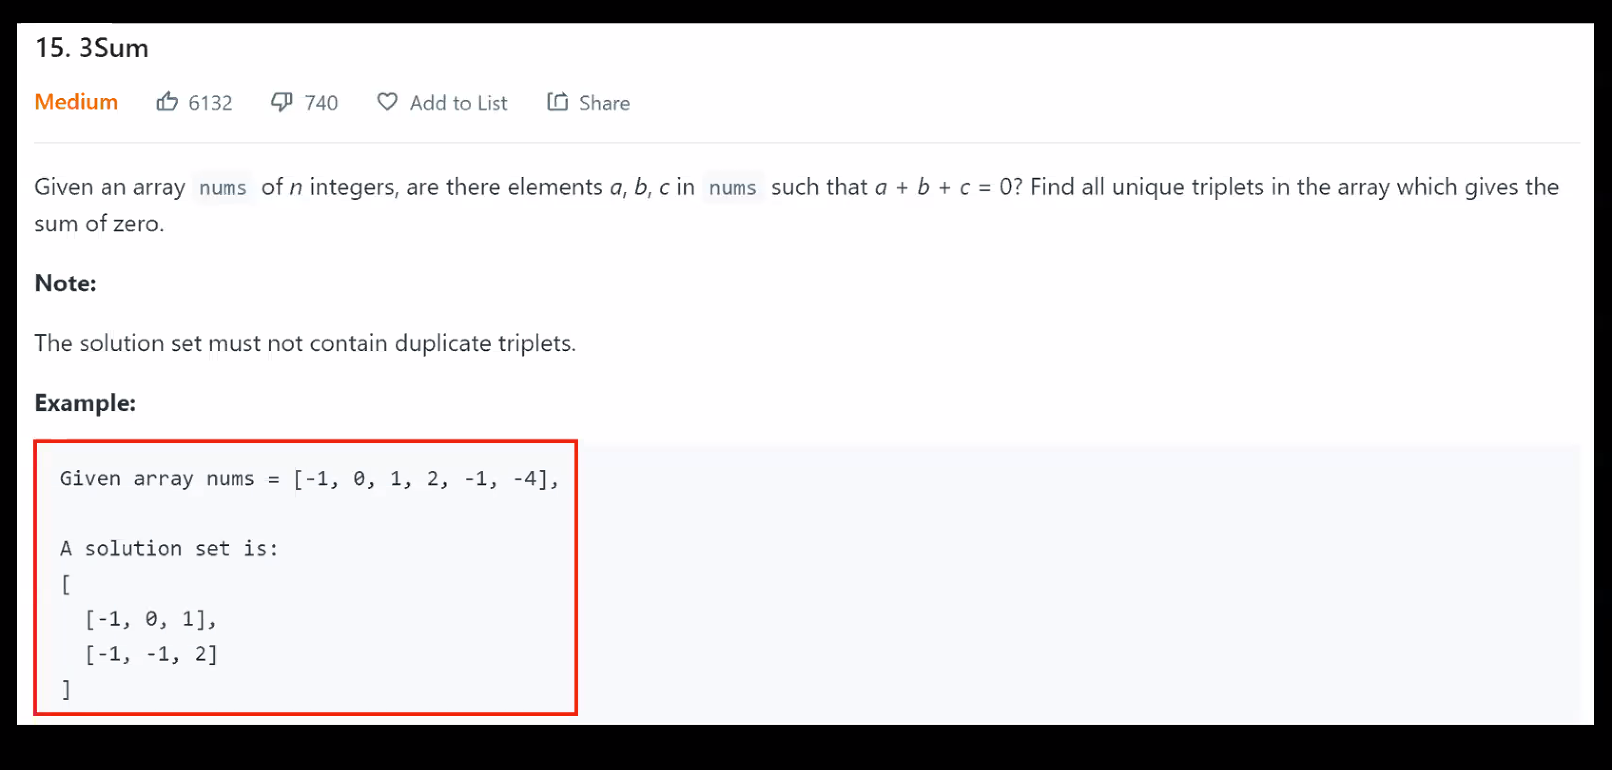 15. 3Sum
Medium 6132 740 Add to List Share
Given an array nums of n integers, are there elements a, b, c in nums such that a + b + c = 0? Find all unique triplets in the array which gives the
sum of zero.
Note:
The solution set must not contain duplicate triplets.
Example:
Given array nums = [-1, 0, 1, 2, -1, -4],
A solution set is:
[
[-1, 0, 1],
[-1, -1, 2]
]